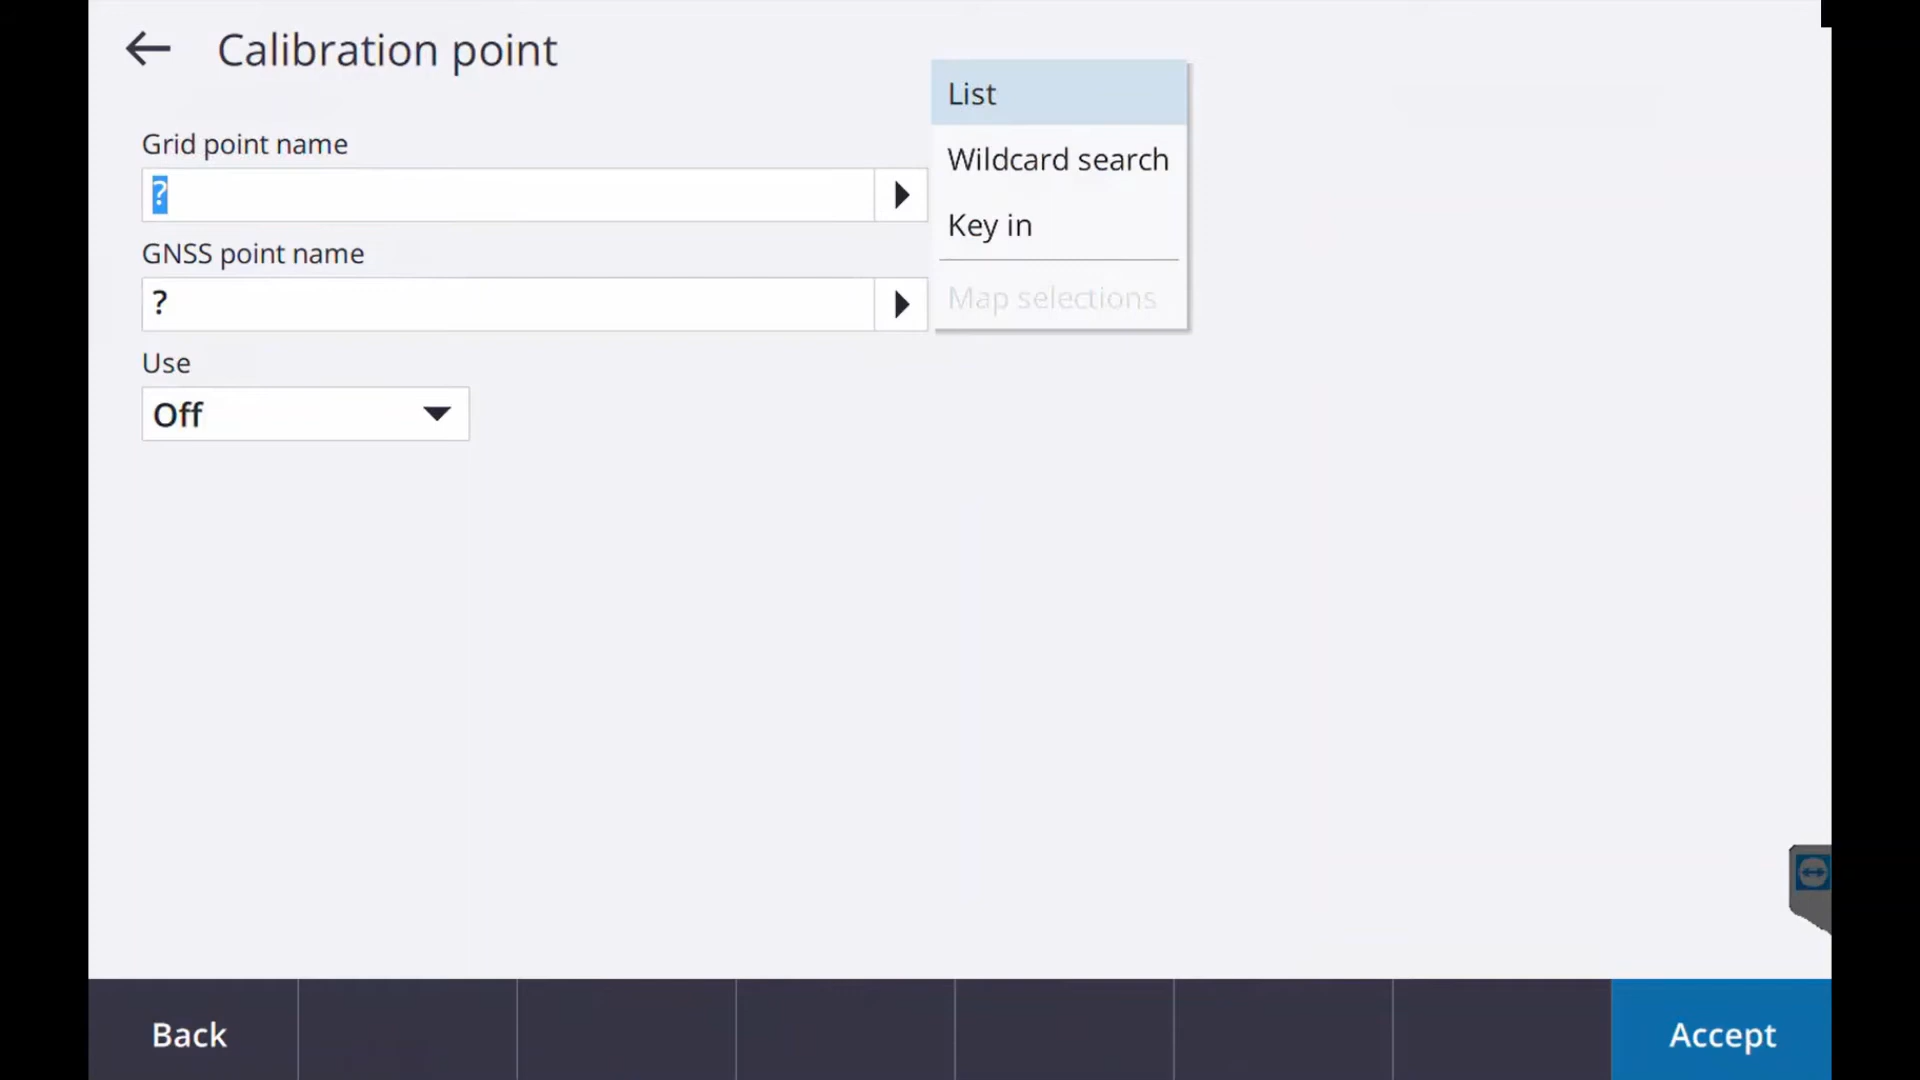 Calibration point
Grid point name
?
GNSS point name
?
Use
Off
List
Wildcard search
Key in
Map selections
Back
Accept